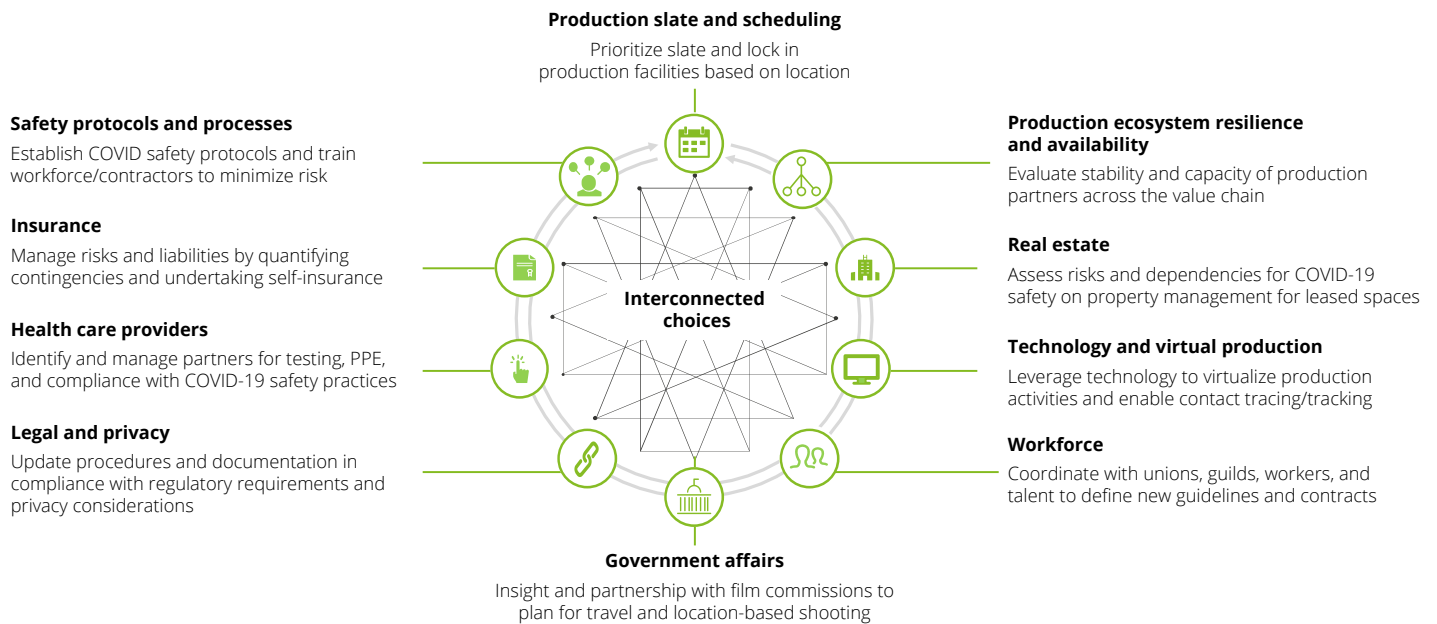 Production slate and scheduling
Prioritize slate and lock in
production facilities based on location
Safety protocols and processes
Establish COVID safety protocols and train
workforce/contractors to minimize risk
Insurance
Manage risks and liabilities by quantifying
contingencies and undertaking self-insurance
Health care providers
Identify and manage partners for testing, PPE,
and compliance with COVID-19 safety practices
Legal and privacy
Update procedures and documentation in
compliance with regulatory requirements and
privacy considerations
Interconnected
choices
Production ecosystem resilience
and availability
Evaluate stability and capacity of production
partners across the value chain
Real estate
Assess risks and dependencies for COVID-19
safety on property management for leased spaces
Technology and virtual production
Leverage technology to virtualize production
activities and enable contact tracing/tracking
Workforce
Coordinate with unions, guilds, workers, and
talent to define new guidelines and contracts
Government affairs
Insight and partnership with film commissions to
plan for travel and location-based shooting